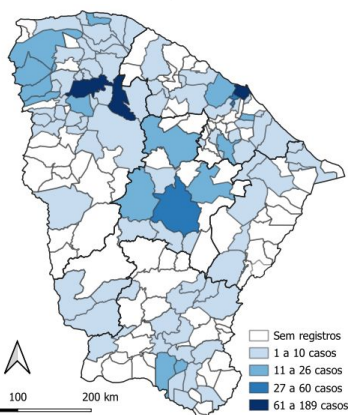 Sem registros
1 a 10 casos
11 a 26 casos
27 a 60 casos
61 a 189 casos
100 200 km